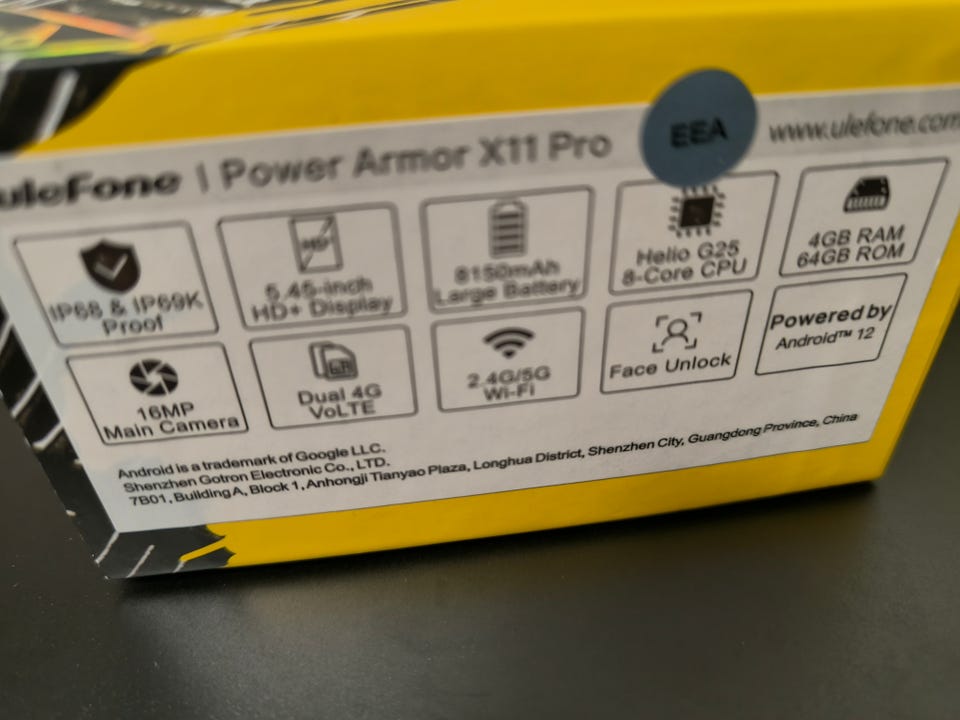 uleFone | Power Armor X11 Pro
EEA
www.ulefone.com
IP68 & IP69K
Proof
HD+
5.45-inch
HD+ Display
8150mAh
Large Battery
Helio G25
8-Core CPU
4GB RAM
64GB ROM
16MP
Main Camera
Dual 4G
VoLTE
2.4G/5G
Wi-Fi
Face Unlock
Powered by
Android™ 12
Android is a trademark of Google LLC.
Shenzhen Gotron Electronic Co., LTD.
7B01, Building A, Block 1, Anhongji Tianyao Plaza, Longhua District, Shenzhen City, Guangdong Province, China